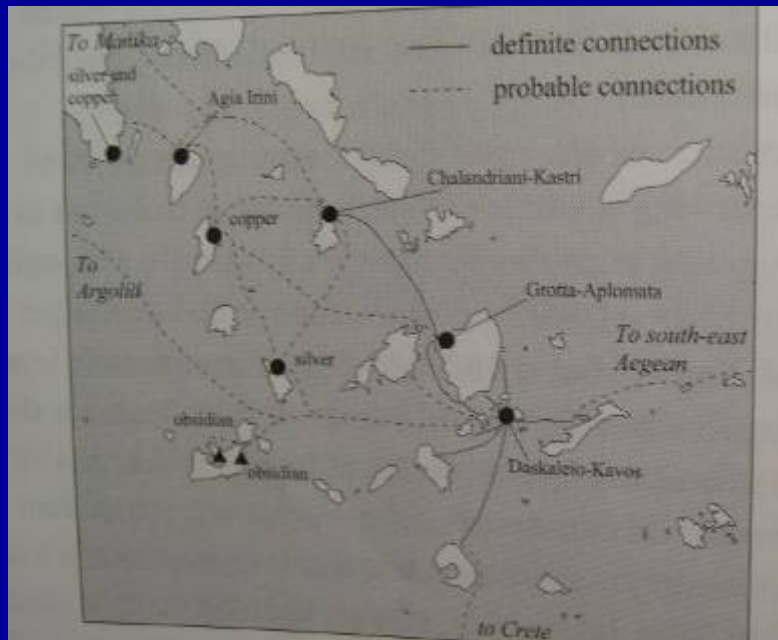 To Manika
silver and
copper
Agia Irini
definite connections
probable connections
Chalandriani-Kastri
copper
To
Argolid
Grotta-Aplomata
To south-east
Aegean
silver
obsidian
obsidian
Daskaleio-Kavos
to Crete